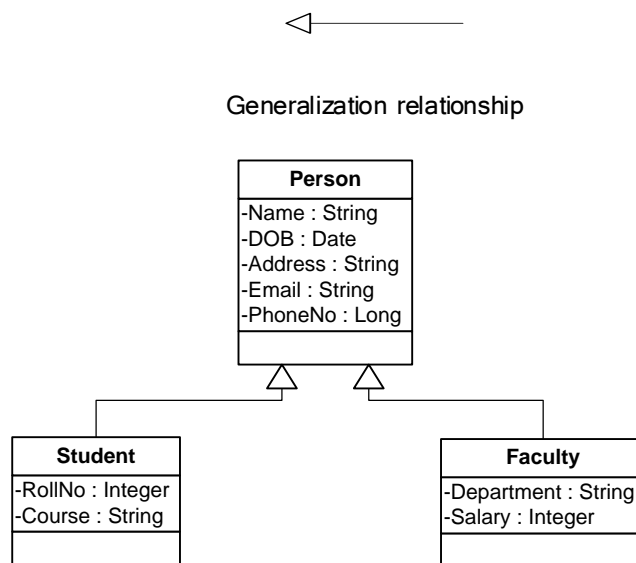 Generalization relationship
Person
-Name : String
-DOB : Date
-Address : String
-Email : String
-PhoneNo : Long
Student
-RollNo : Integer
-Course : String
Faculty
-Department : String
-Salary : Integer